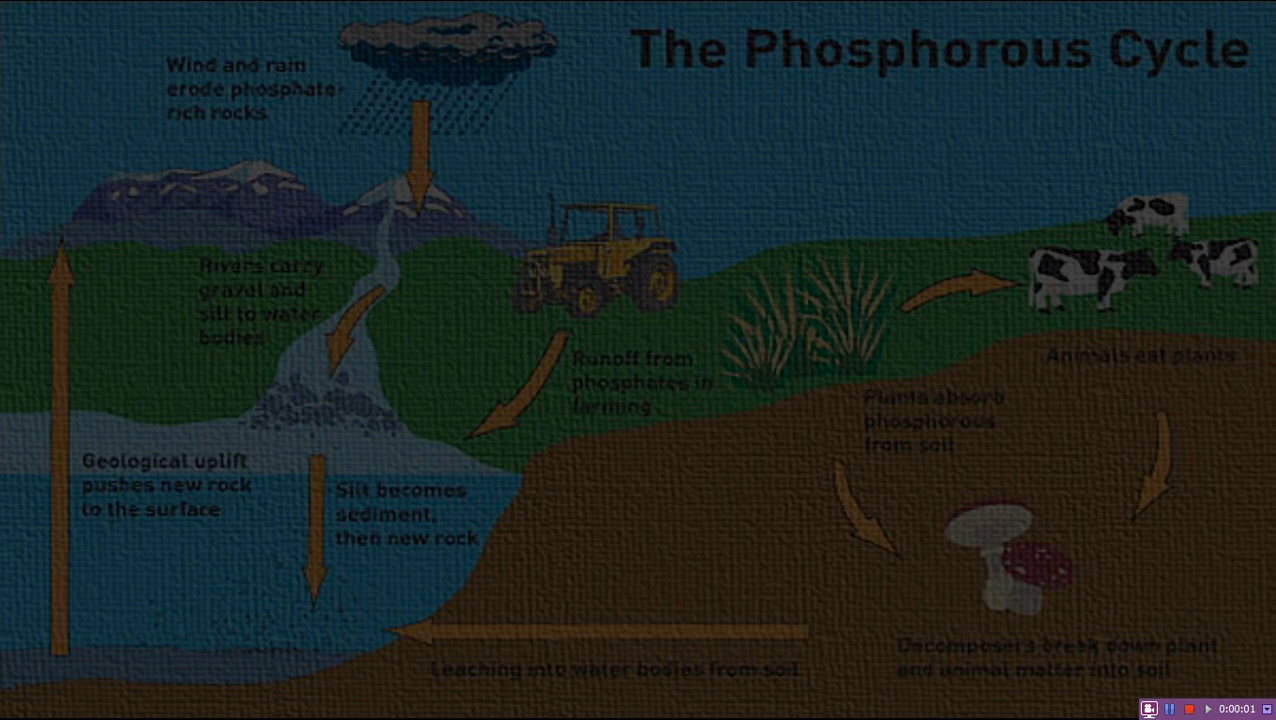 The Phosphorous Cycle
Wind and rain
erode phosphate-
rich rocks
Rivers carry
gravel and
silt to water
bodies
Runoff from
phosphates in
farming
Animals eat plants
Plants absorb
phosphorous
from soil
Geological uplift
pushes new rock
to the surface
Silt becomes
sediment,
then new rock
Decomposers break down plant
and animal matter into soil
Leaching into water bodies from soil
0:00:01